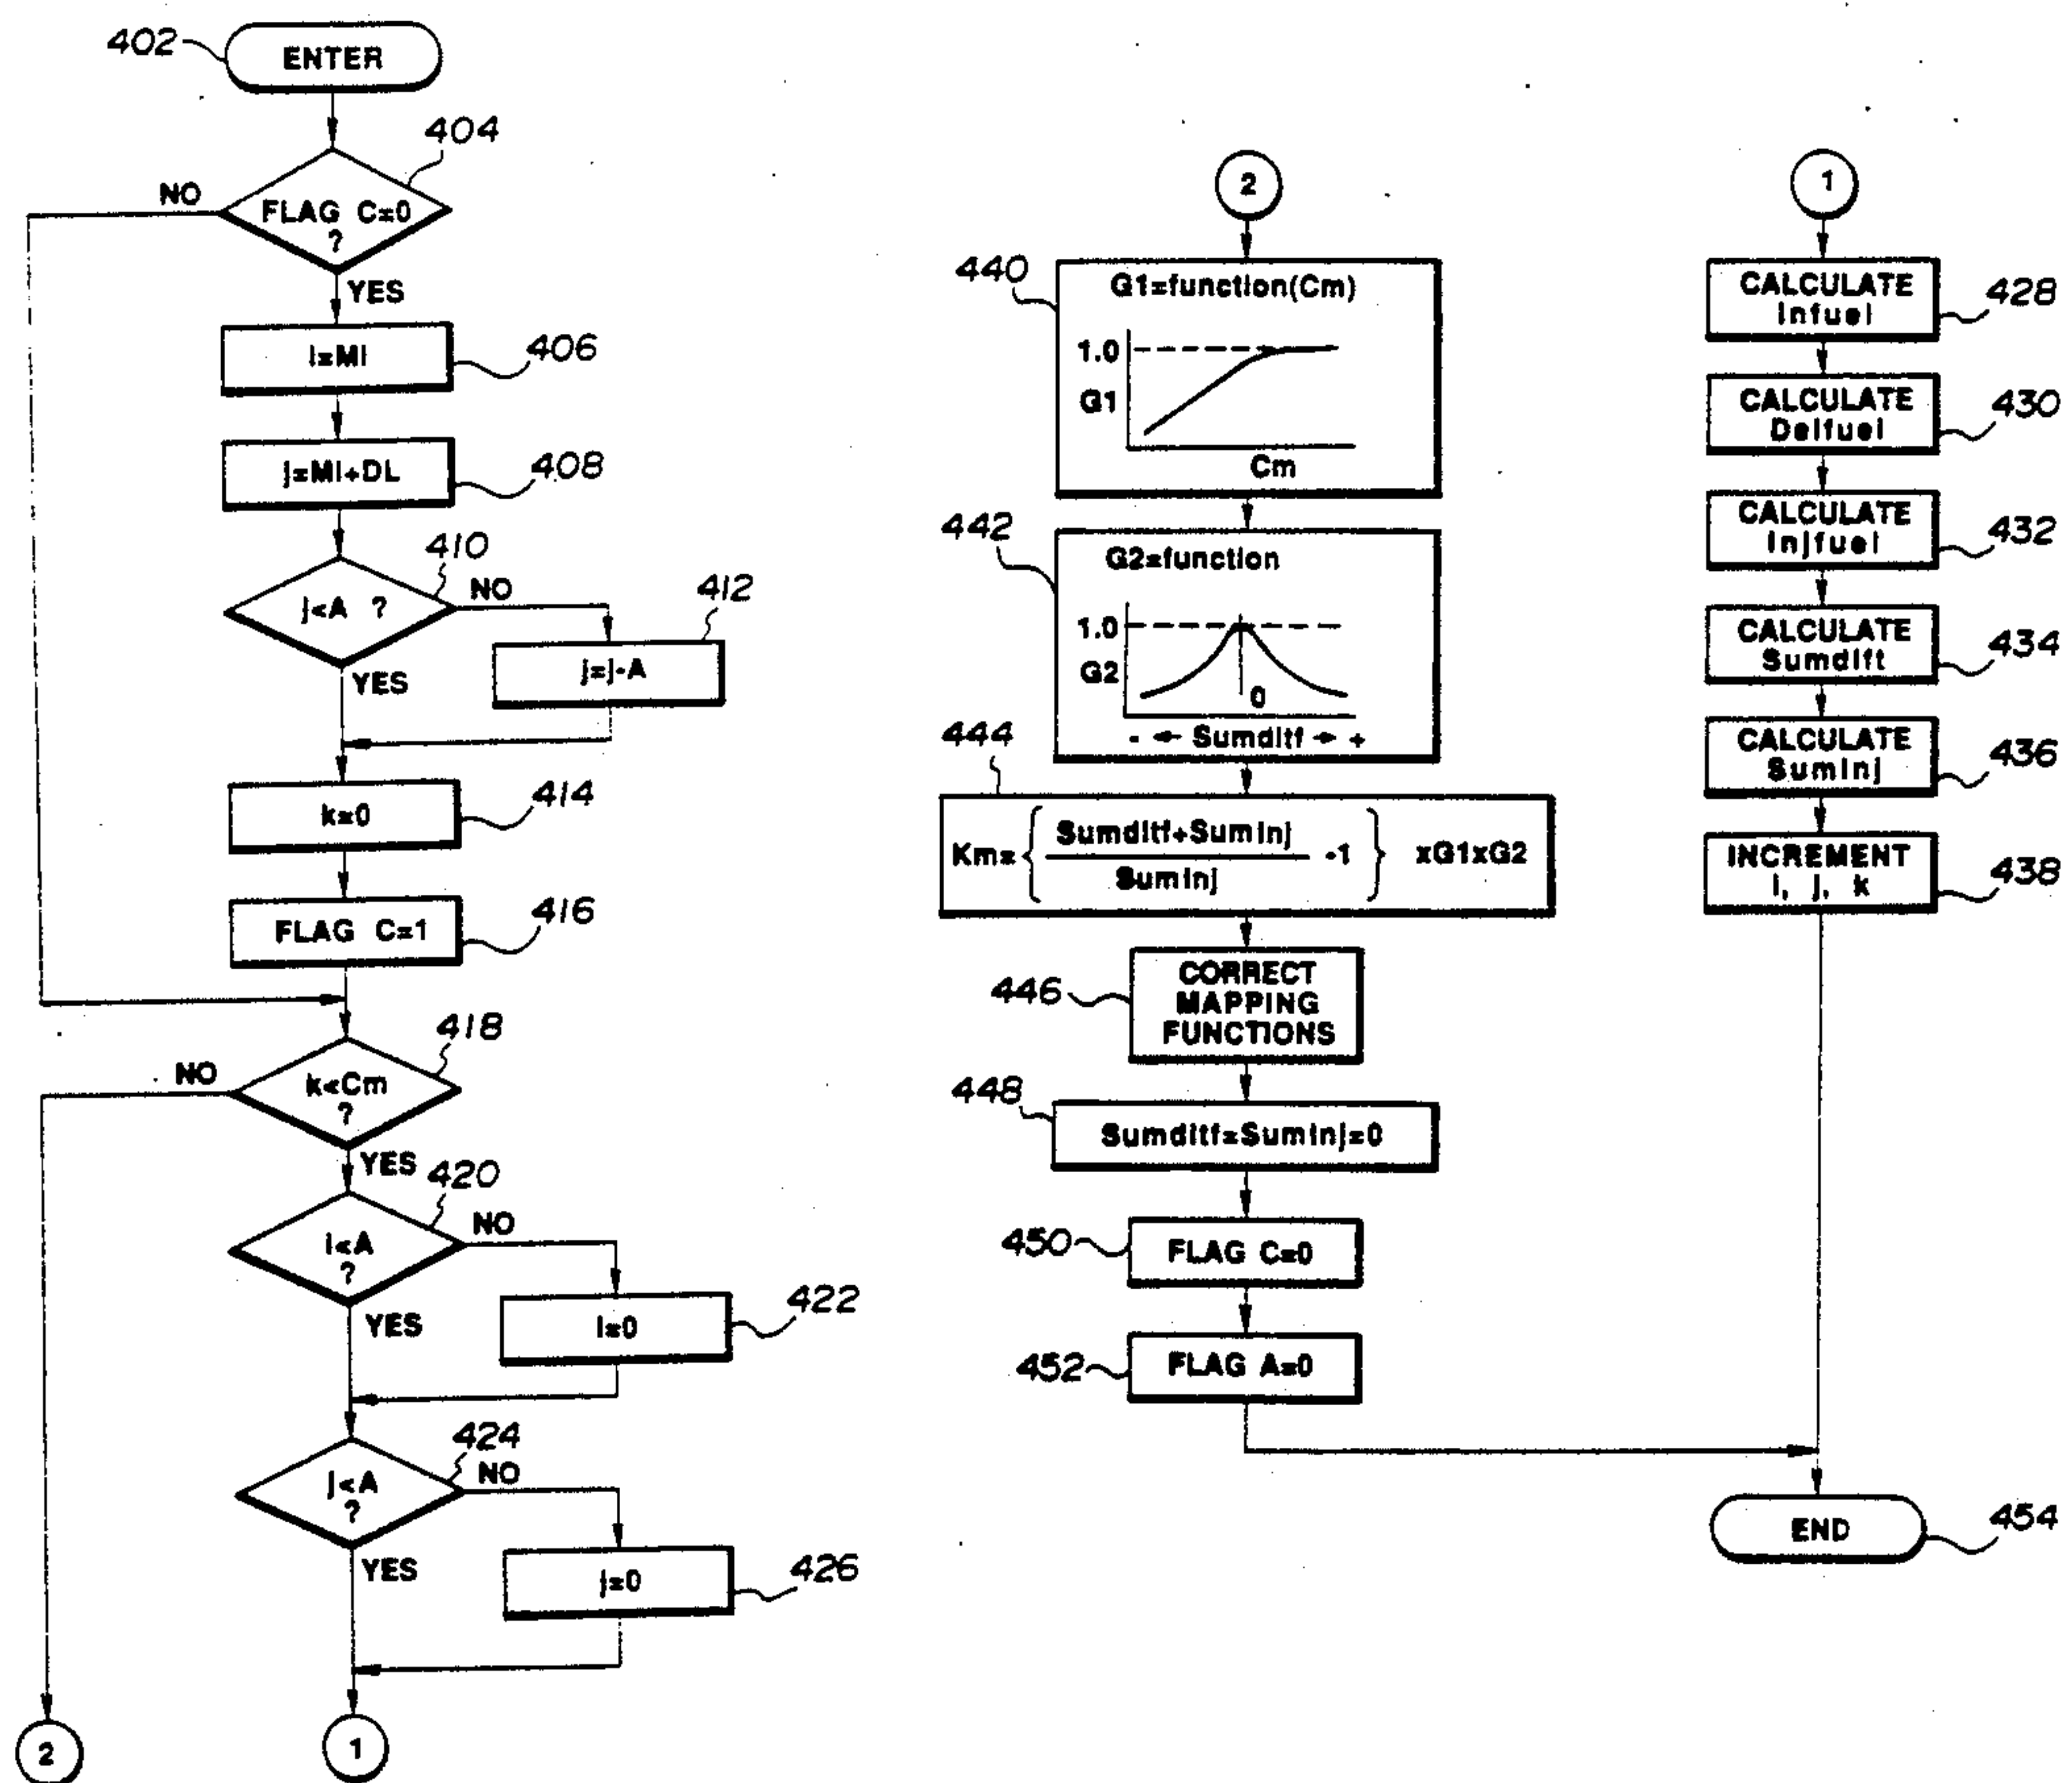 402
ENTER
404
NO
FLAG C=0
?
YES
i=Mi
406
j=Mi+DL
408
410
j<A ?
NO
412
j=j-A
YES
k=0
414
FLAG C=1
416
418
NO
k<Cm
?
YES
420
i<A
?
NO
i=0
422
YES
424
j<A
?
NO
j=0
426
YES
2
1
2
440
G1=function(Cm)
1.0
G1
Cm
442
G2=function
1.0
G2
0
- Sumditf +
444
Km= { Sumditf+Suminj
Suminj
-1 } xG1xG2
446
CORRECT
MAPPING
FUNCTIONS
448
Sumditf=Suminj=0
450
FLAG C=0
452
FLAG A=0
1
CALCULATE
Infuel
428
CALCULATE
Delfuel
430
CALCULATE
Injfuel
432
CALCULATE
Sumdift
434
CALCULATE
Suminj
436
INCREMENT
i, j, k
438
END
454